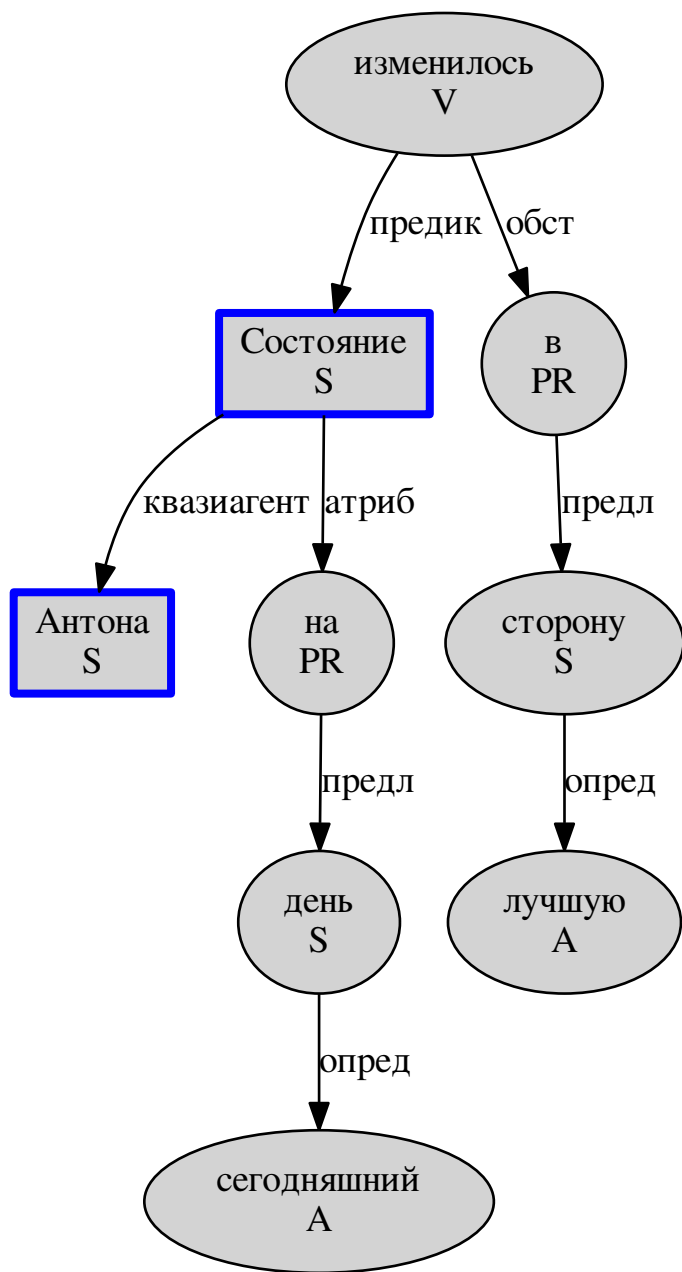 изменилось
V
предик
обст
Состояние
S
в
PR
квазиагент
атриб
предл
Антона
S
на
PR
сторону
S
предл
опред
день
S
лучшую
A
опред
сегодняшний
A